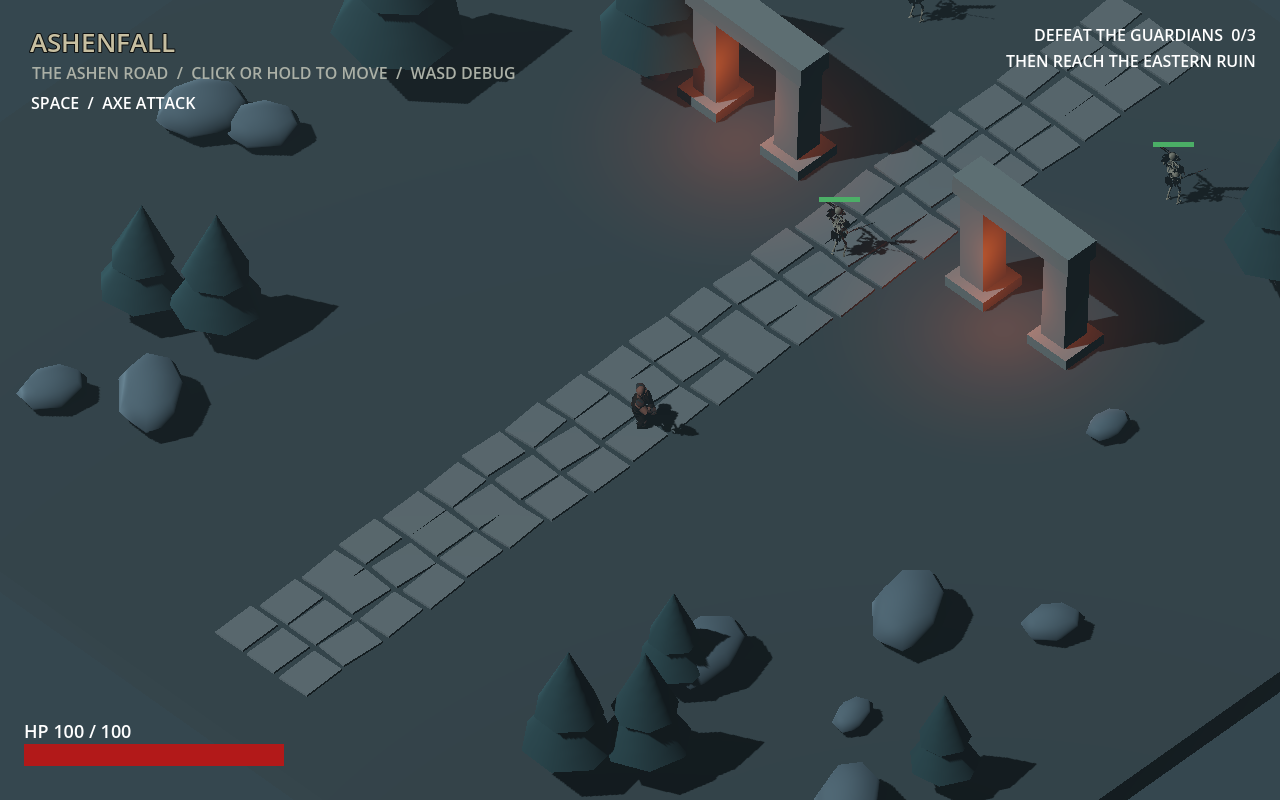 ASHENFALL
THE ASHEN ROAD / CLICK OR HOLD TO MOVE / WASD DEBUG
SPACE / AXE ATTACK
DEFEAT THE GUARDIANS 0/3
THEN REACH THE EASTERN RUIN
HP 100 / 100